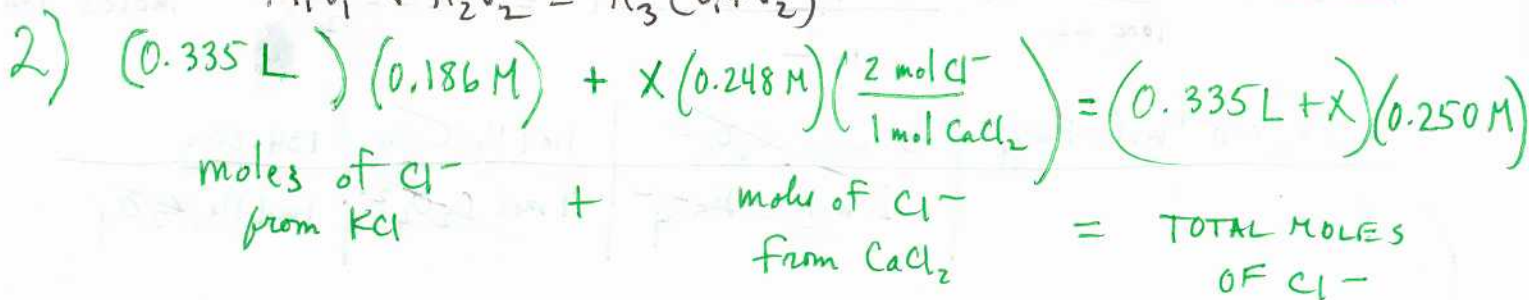 2) (0.335 L) (0.186 M) + X (0.248 M) (2 mol Cl⁻ / 1 mol CaCl₂) = (0.335 L + X) (0.250 M)
moles of Cl⁻ + moles of Cl⁻ = TOTAL MOLES
from KCl from CaCl₂ OF Cl⁻